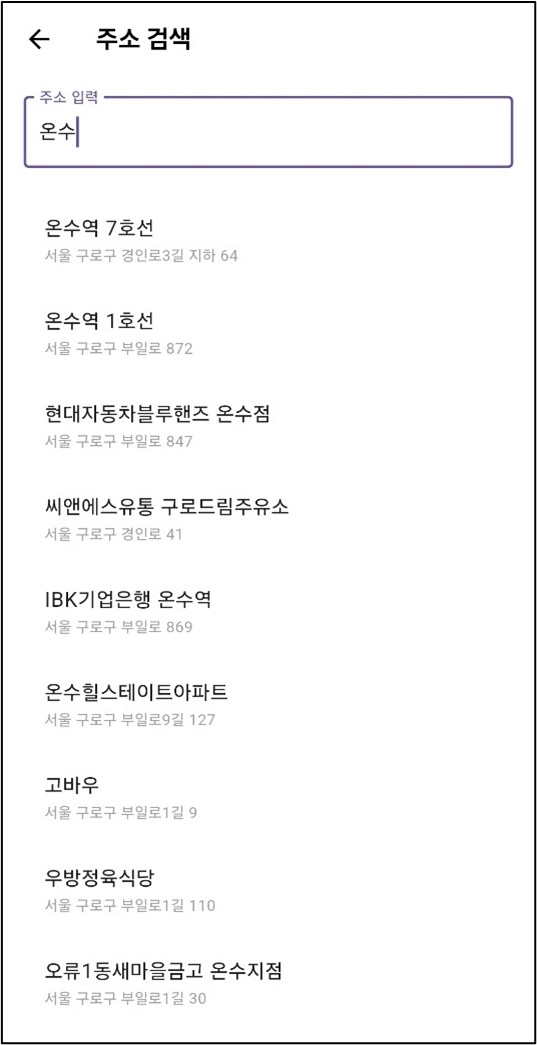 주소 검색
주소 입력
온수
온수역 7호선
서울 구로구 경인로3길 지하 64
온수역 1호선
서울 구로구 부일로 872
현대자동차블루핸즈 온수점
서울 구로구 부일로 847
씨앤에스유통 구로드림주유소
서울 구로구 경인로 41
IBK기업은행 온수역
서울 구로구 부일로 869
온수힐스테이트아파트
서울 구로구 부일로9길 127
고바우
서울 구로구 부일로1길 9
우방정육식당
서울 구로구 부일로1길 110
오류1동새마을금고 온수지점
서울 구로구 부일로1길 30